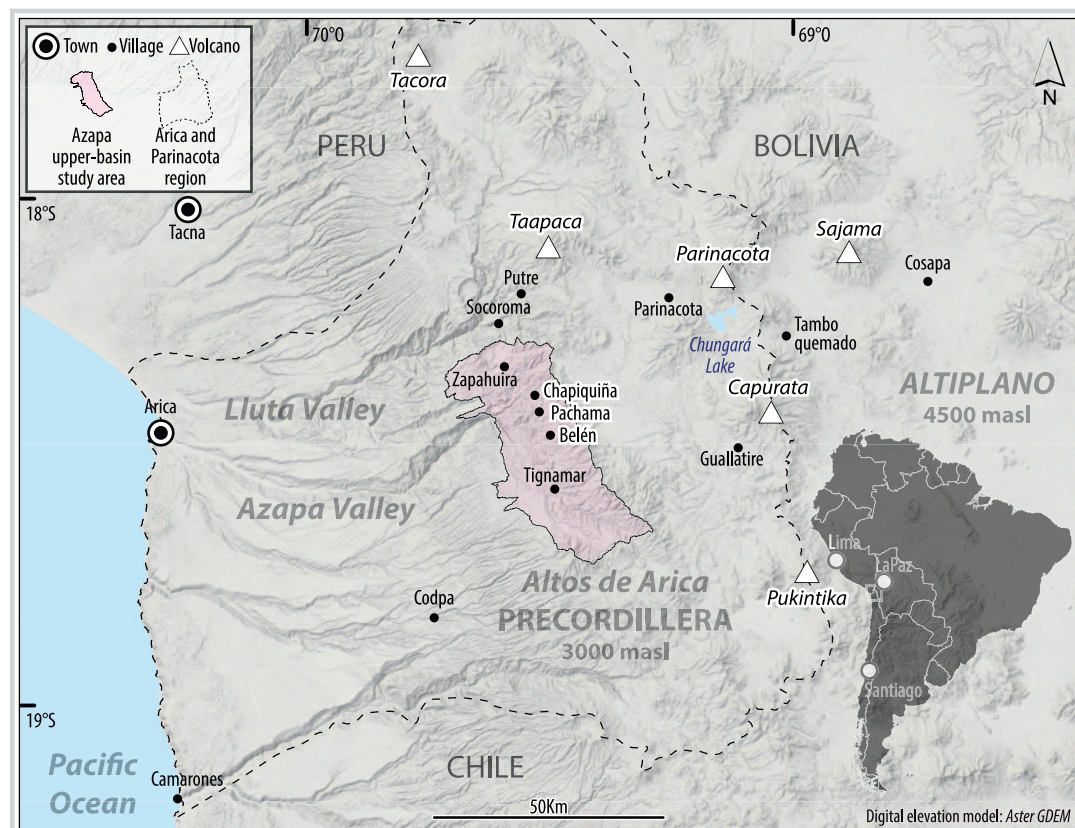 70°0
69°0
Town
Village
Volcano
Azapa
upper-basin
study area
Arica and
Parinacota
region
N
Tacora
PERU
BOLIVIA
18°S
Tacna
Taapaca
Parinacota
Sajama
Cosapa
Putre
Socoroma
Parinacota
Tambo
quemado
Chungará
Lake
Zapahuira
Chapiquiña
Pachama
Belén
Tignamar
Capurata
ALTIPLANO
4500 masl
Arica
Lluta Valley
Guallatire
Azapa Valley
Lima
LaPaz
Pukintika
Altos de Arica
PRECORDILLERA
3000 masl
Codpa
Santiago
19°S
Pacific
Ocean
Camarones
CHILE
50Km
Digital elevation model: Aster GDEM